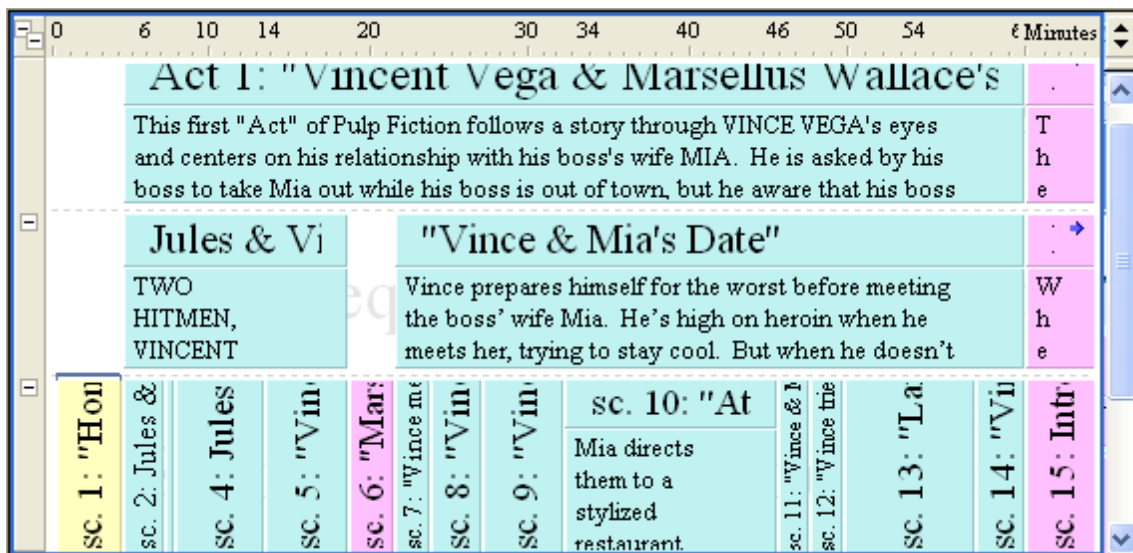 0 6 10 14 20 30 34 40 46 50 54 Minutes
Act 1: "Vincent Vega & Marsellus Wallace's
This first "Act" of Pulp Fiction follows a story through VINCE VEGA's eyes
and centers on his relationship with his boss's wife MIA. He is asked by his
boss to take Mia out while his boss is out of town, but he aware that his boss
T
h
e
Jules & Vi
"Vince & Mia's Date"
TWO
HITMEN,
VINCENT
eq
Vince prepares himself for the worst before meeting
the boss' wife Mia. He's high on heroin when he
meets her, trying to stay cool. But when he doesn't
W
h
e
sc. 1: "Hon
sc. 2: Jules &
sc. 4: Jules
sc. 5: "Vin
sc. 6: "Mars
sc. 7: "Vince me
sc. 8: "Vin
sc. 9: "Vin
sc. 10: "At
Mia directs
them to a
stylized
restaurant
sc. 11: "Vince & M
sc. 12: "Vince trie
sc. 13: "La
sc. 14: "Vi
sc. 15: Intr